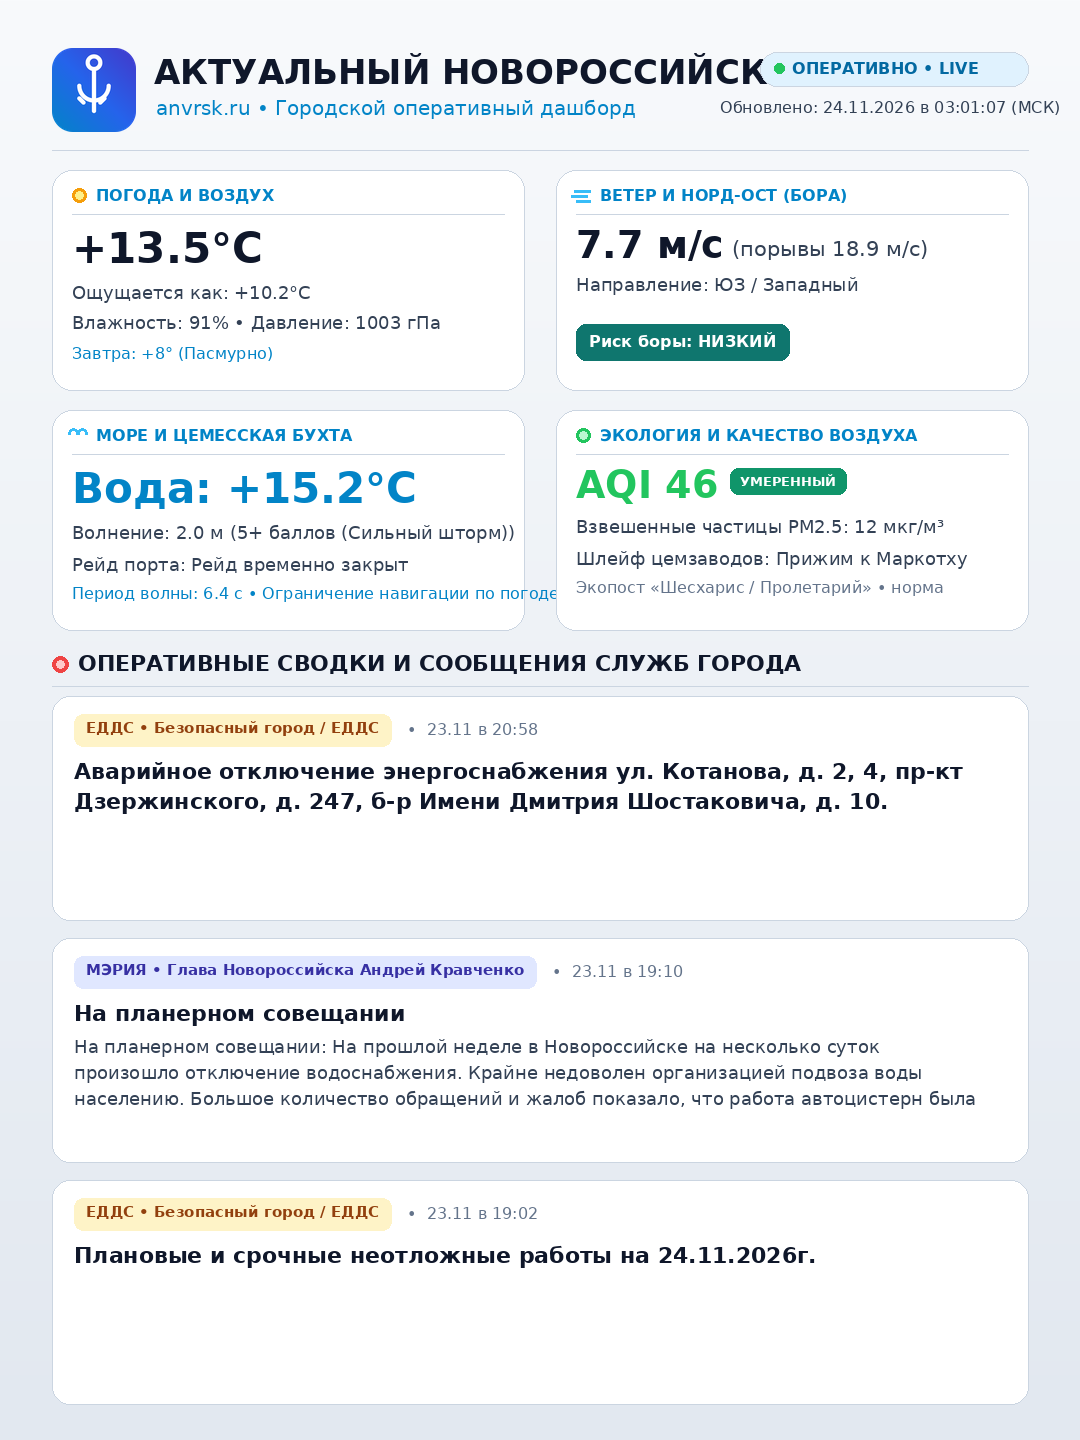 АКТУАЛЬНЫЙ НОВОРОССИЙСК
ОПЕРАТИВНО • LIVE
anvrsk.ru • Городской оперативный дашборд
Обновлено: 24.11.2026 в 03:01:07 (МСК)
ПОГОДА И ВОЗДУХ
+13.5°C
Ощущается как: +10.2°C
Влажность: 91% • Давление: 1003 гПа
Завтра: +8° (Пасмурно)
ВЕТЕР И НОРД-ОСТ (БОРА)
7.7 м/с (порывы 18.9 м/с)
Направление: ЮЗ / Западный
Риск боры: НИЗКИЙ
МОРЕ И ЦЕМЕССКАЯ БУХТА
Вода: +15.2°C
Волнение: 2.0 м (5+ баллов (Сильный шторм))
Рейд порта: Рейд временно закрыт
Период волны: 6.4 с • Ограничение навигации по погоде
ЭКОЛОГИЯ И КАЧЕСТВО ВОЗДУХА
AQI 46 УМЕРЕННЫЙ
Взвешенные частицы PM2.5: 12 мкг/м³
Шлейф цемзаводов: Прижим к Маркотху
Экопост «Шесхарис / Пролетарий» • норма
ОПЕРАТИВНЫЕ СВОДКИ И СООБЩЕНИЯ СЛУЖБ ГОРОДА
ЕДДС • Безопасный город / ЕДДС • 23.11 в 20:58
Аварийное отключение энергоснабжения ул. Котанова, д. 2, 4, пр-кт
Дзержинского, д. 247, б-р Имени Дмитрия Шостаковича, д. 10.
МЭРИЯ • Глава Новороссийска Андрей Кравченко • 23.11 в 19:10
На планерном совещании
На планерном совещании: На прошлой неделе в Новороссийске на несколько суток
произошло отключение водоснабжения. Крайне недоволен организацией подвоза воды
населению. Большое количество обращений и жалоб показало, что работа автоцистерн была
ЕДДС • Безопасный город / ЕДДС • 23.11 в 19:02
Плановые и срочные неотложные работы на 24.11.2026г.